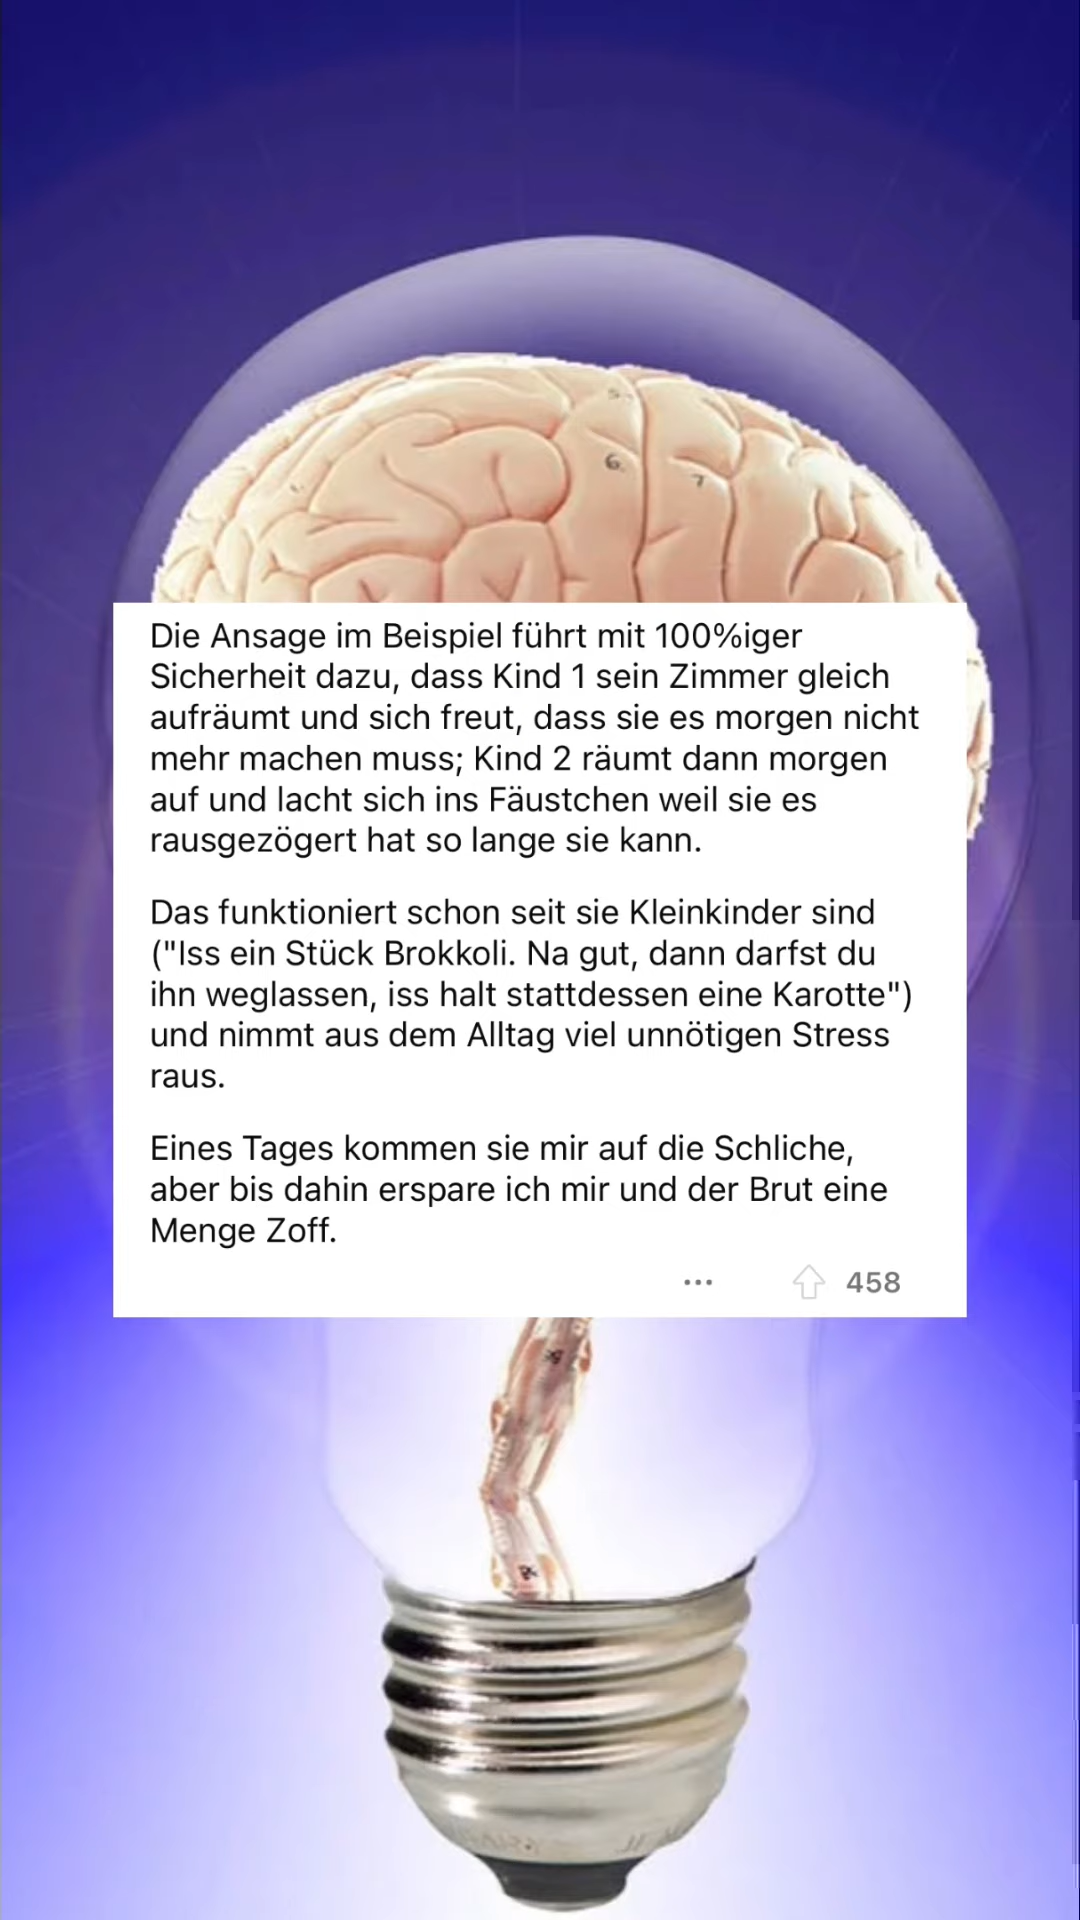 5.
6.
7
Die Ansage im Beispiel führt mit 100%iger
Sicherheit dazu, dass Kind 1 sein Zimmer gleich
aufräumt und sich freut, dass sie es morgen nicht
mehr machen muss; Kind 2 räumt dann morgen
auf und lacht sich ins Fäustchen weil sie es
rausgezögert hat so lange sie kann.
Das funktioniert schon seit sie Kleinkinder sind
("Iss ein Stück Brokkoli. Na gut, dann darfst du
ihn weglassen, iss halt stattdessen eine Karotte")
und nimmt aus dem Alltag viel unnötigen Stress
raus.
Eines Tages kommen sie mir auf die Schliche,
aber bis dahin erspare ich mir und der Brut eine
Menge Zoff.
... 458